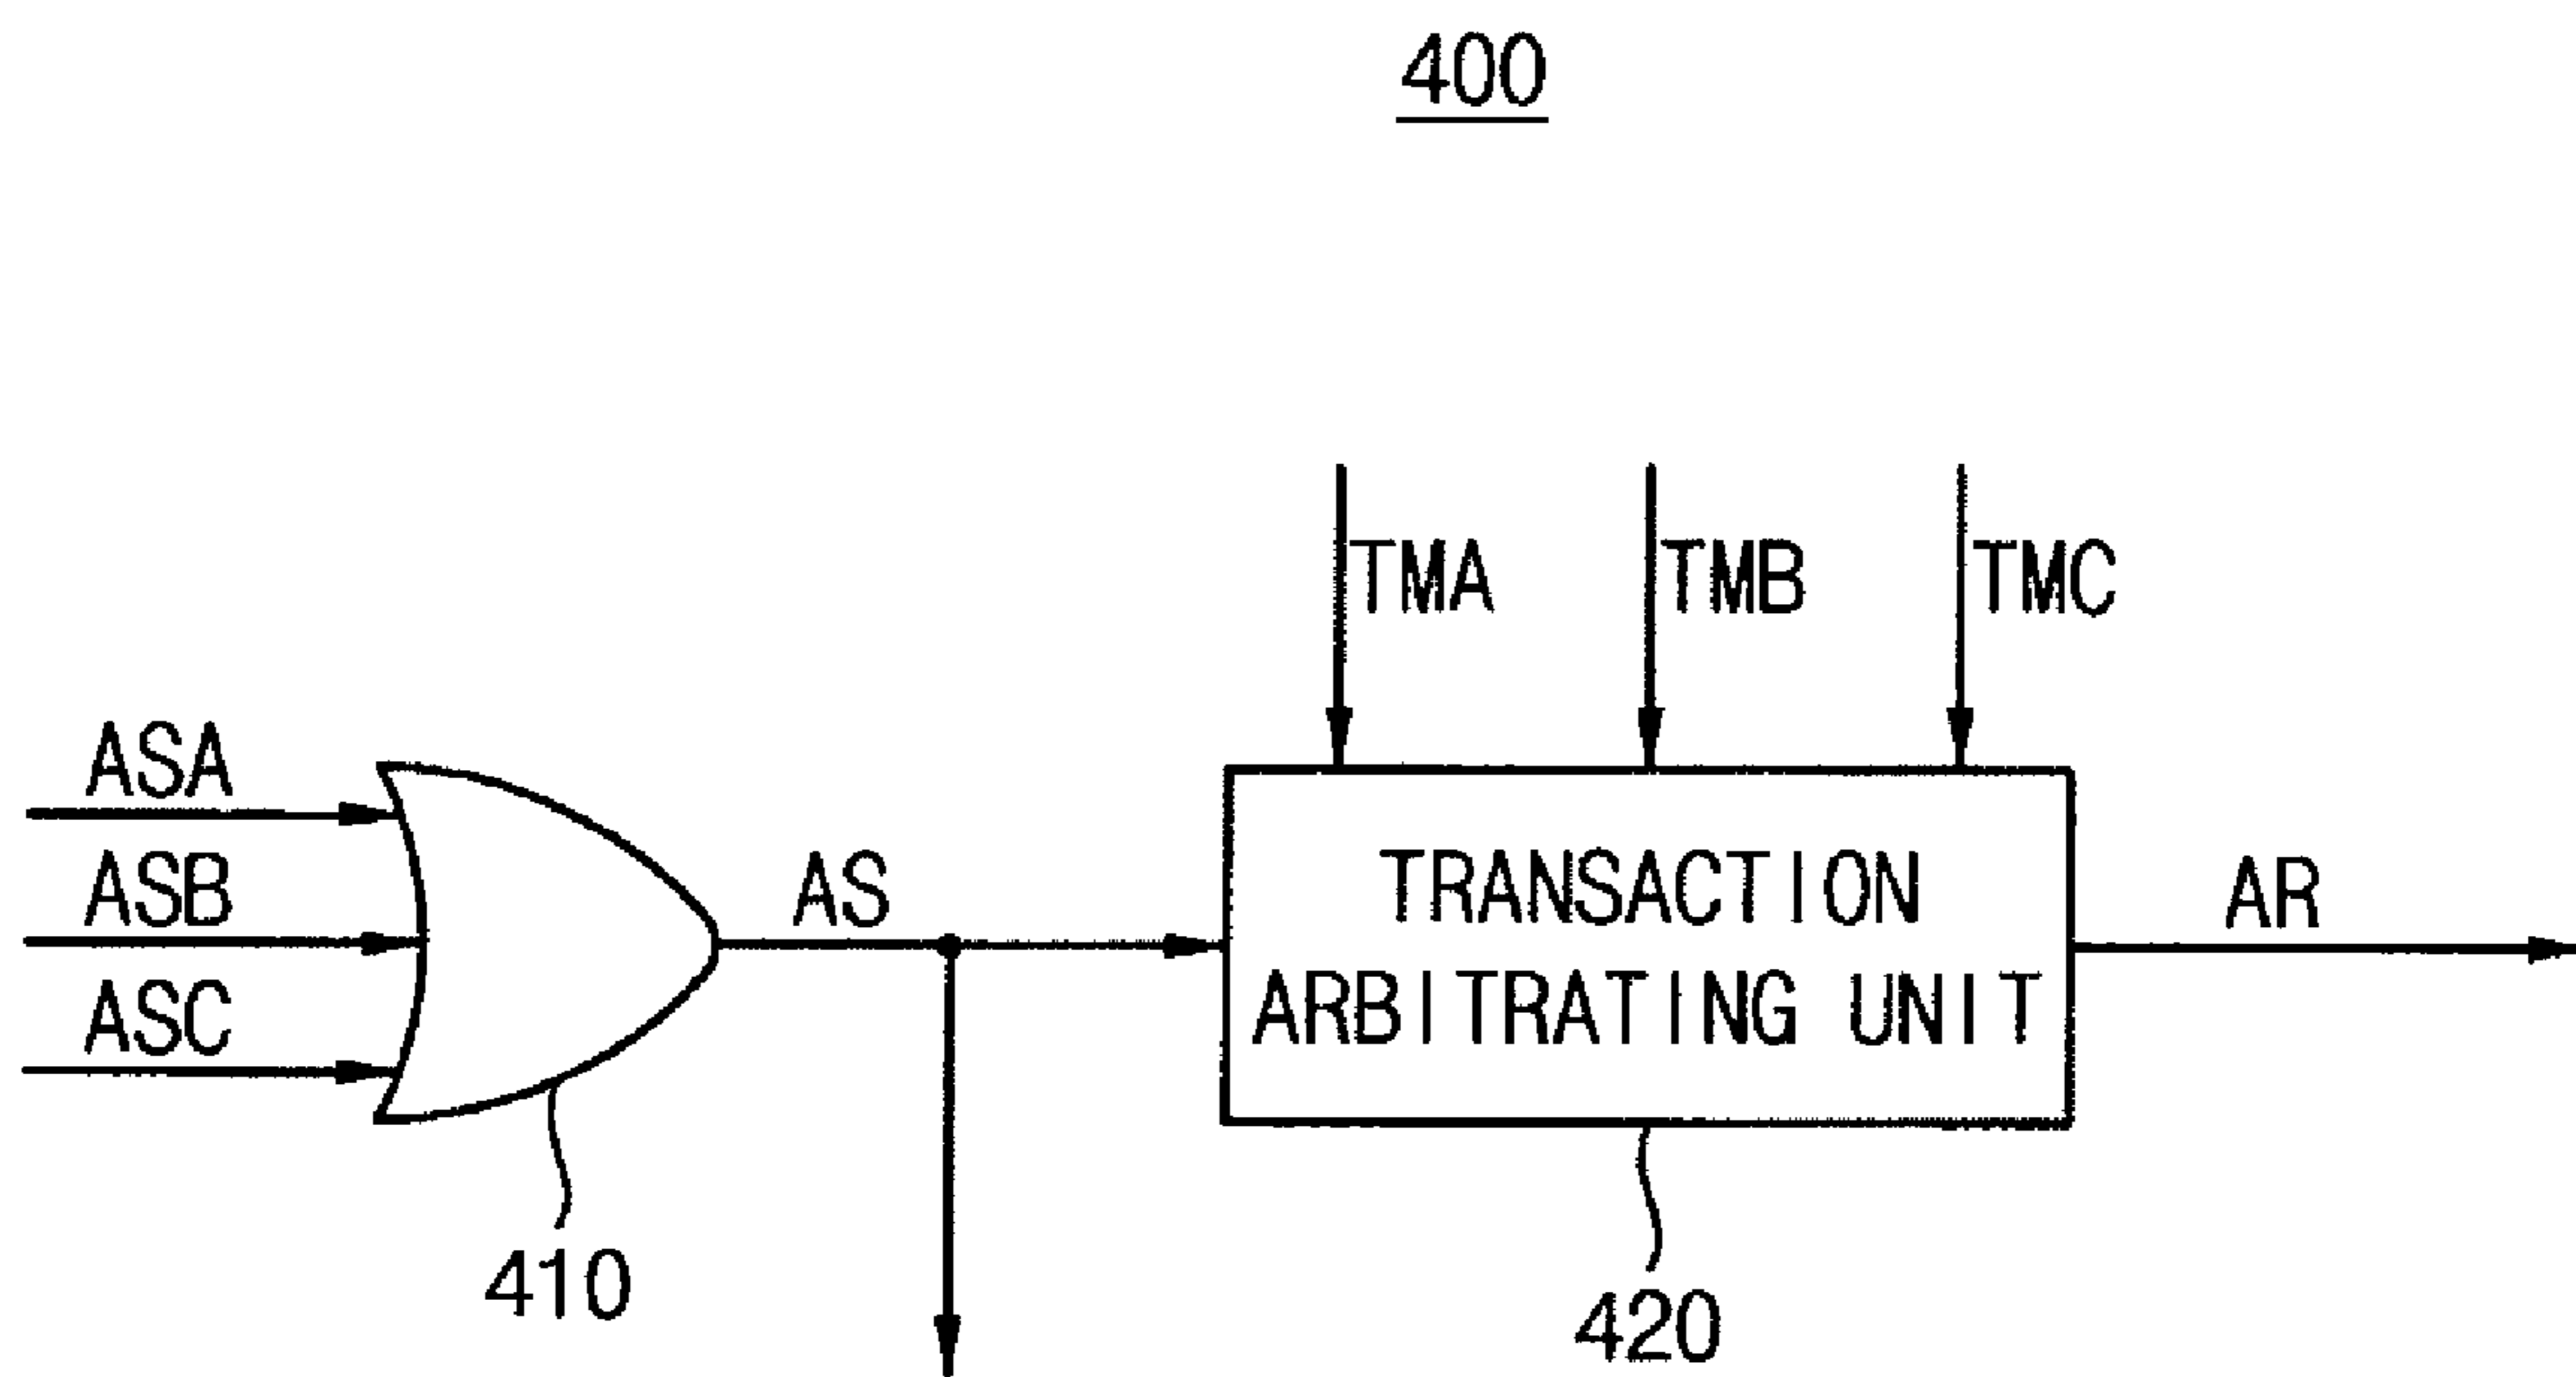 400
TMA
TMB
TMC
ASA
ASB
ASC
AS
TRANSACTION
ARBITRATING UNIT
AR
410
420